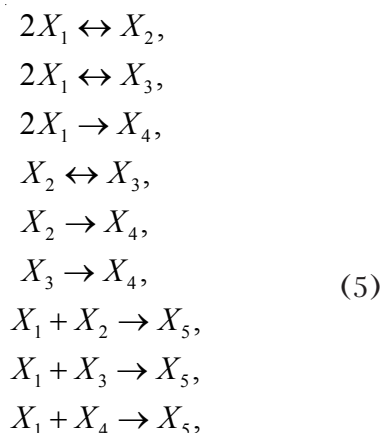 2X₁ ↔ X₂,
2X₁ ↔ X₃,
2X₁ → X₄,
X₂ ↔ X₃,
X₂ → X₄,
X₃ → X₄,
(5)
X₁ + X₂ → X₅,
X₁ + X₃ → X₅,
X₁ + X₄ → X₅,